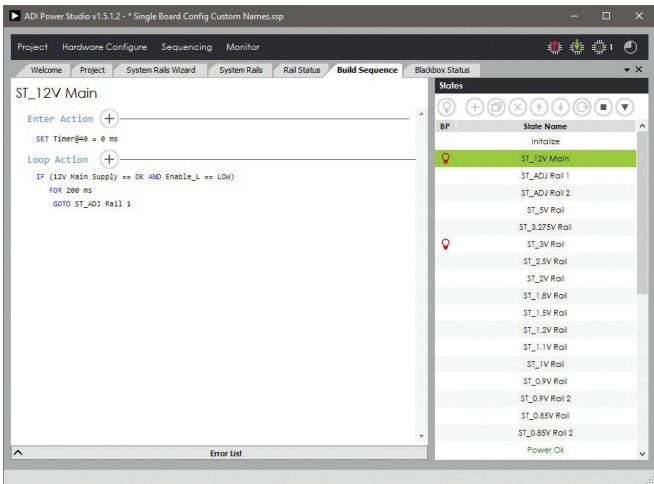 ADI Power Studio v1.5.1.2 - * Single Board Config Custom Names.ssp
Project Hardware Configure Sequencing Monitor
1
Welcome Project System Rails Wizard System Rails Rail Status Build Sequence Blackbox Status
ST_12V Main
Enter Action
SET Timer@40 = 0 ms
Loop Action
IF (12V Main Supply == OK AND Enable_L == LOW)
FOR 200 ms
GOTO ST_ADJ Rail 1
Error List
States
BP State Name
Initalize
ST_12V Main
ST_ADJ Rail 1
ST_ADJ Rail 2
ST_5V Rail
ST_3.275V Rail
ST_3V Rail
ST_2.5V Rail
ST_2V Rail
ST_1.8V Rail
ST_1.5V Rail
ST_1.2V Rail
ST_1.1V Rail
ST_1V Rail
ST_0.9V Rail
ST_0.9V Rail 2
ST_0.85V Rail
ST_0.85V Rail 2
Power Ok